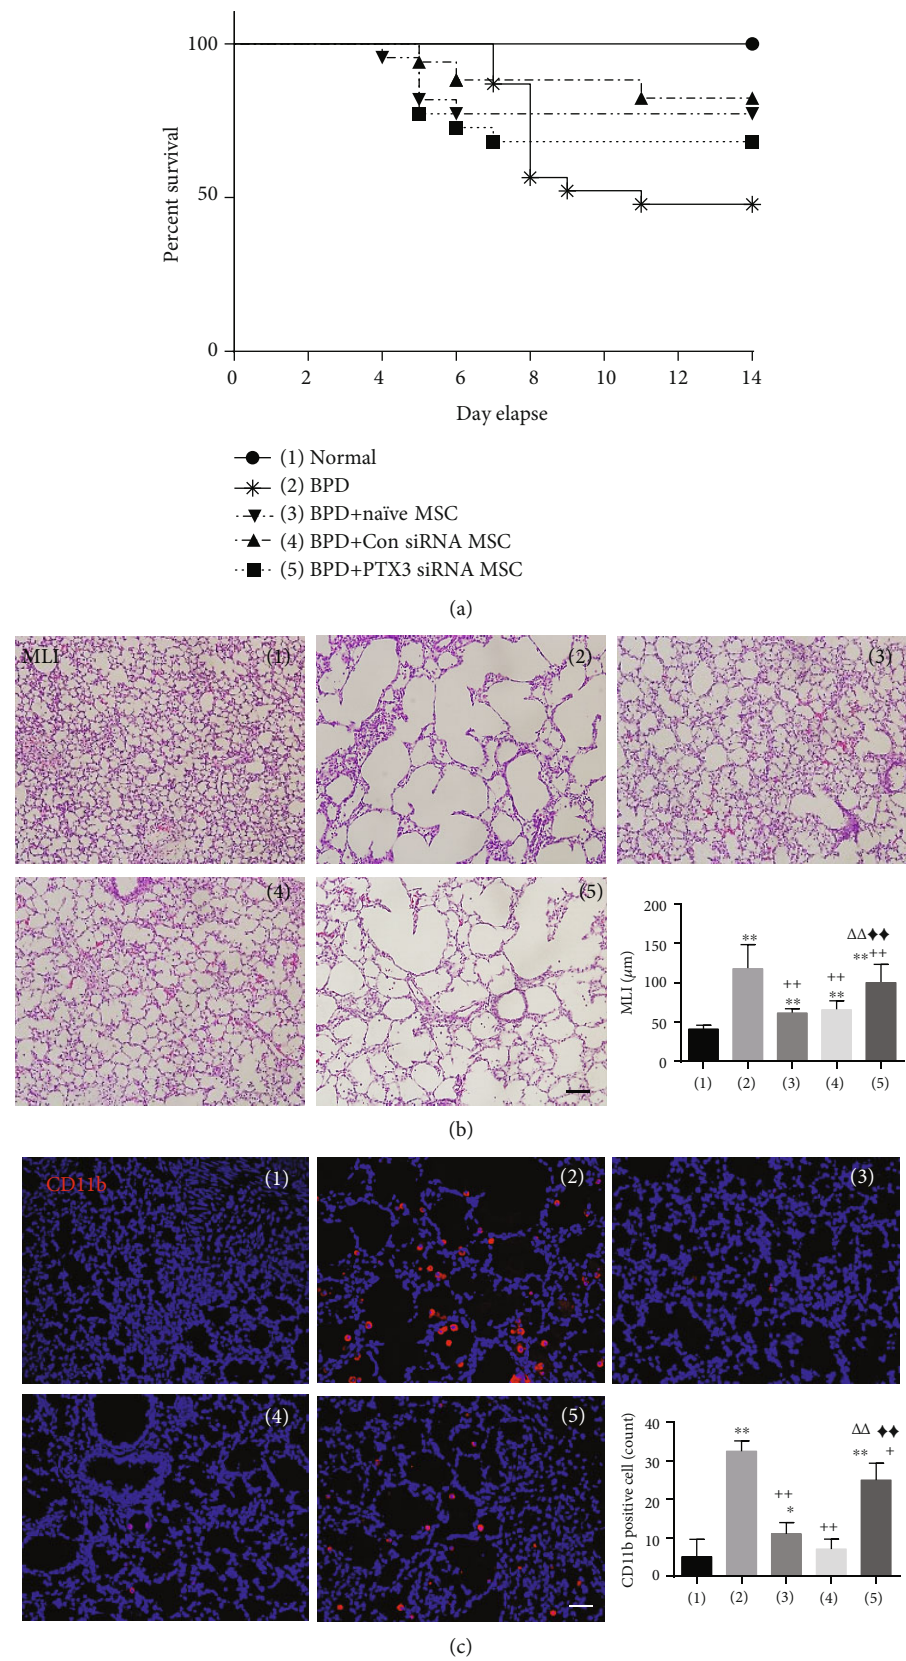 100
50
0
Percent survival
0 2 4 6 8 10 12 14
Day elapse
(1) Normal
(2) BPD
(3) BPD+naïve MSC
(4) BPD+Con siRNA MSC
(5) BPD+PTX3 siRNA MSC
(a)
MLI (1) (2) (3)
(4) (5)
MLI (μm)
200
150
100
50
0
**
++
**
++
**
ΔΔ♦♦
**++
(1) (2) (3) (4) (5)
(b)
CD11b (1) (2) (3)
(4) (5)
CD11b positive cell (count)
40
30
20
10
0
**
++
*
++
ΔΔ ♦♦
** +
(1) (2) (3) (4) (5)
(c)